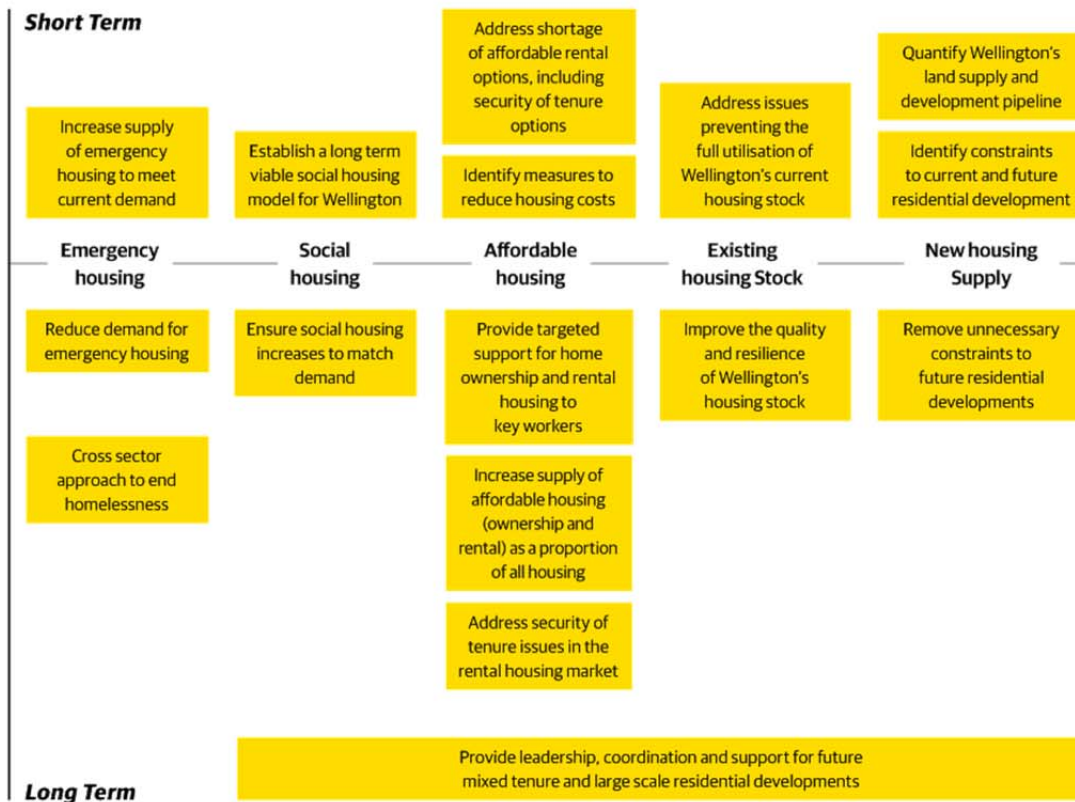 Short Term
Increase supply
of emergency
housing to meet
current demand
Establish a long term
viable social housing
model for Wellington
Address shortage
of affordable rental
options, including
security of tenure
options
Identify measures to
reduce housing costs
Address issues
preventing the
full utilisation of
Wellington's current
housing stock
Quantify Wellington's
land supply and
development pipeline
Identify constraints
to current and future
residential development
Emergency
housing
Social
housing
Affordable
housing
Existing
housing Stock
New housing
Supply
Reduce demand for
emergency housing
Cross sector
approach to end
homelessness
Ensure social housing
increases to match
demand
Provide targeted
support for home
ownership and rental
housing to
key workers
Increase supply of
affordable housing
(ownership and
rental) as a proportion
of all housing
Address security of
tenure issues in the
rental housing market
Improve the quality
and resilience
of Wellington's
housing stock
Remove unnecessary
constraints to
future residential
developments
Provide leadership, coordination and support for future
mixed tenure and large scale residential developments
Long Term